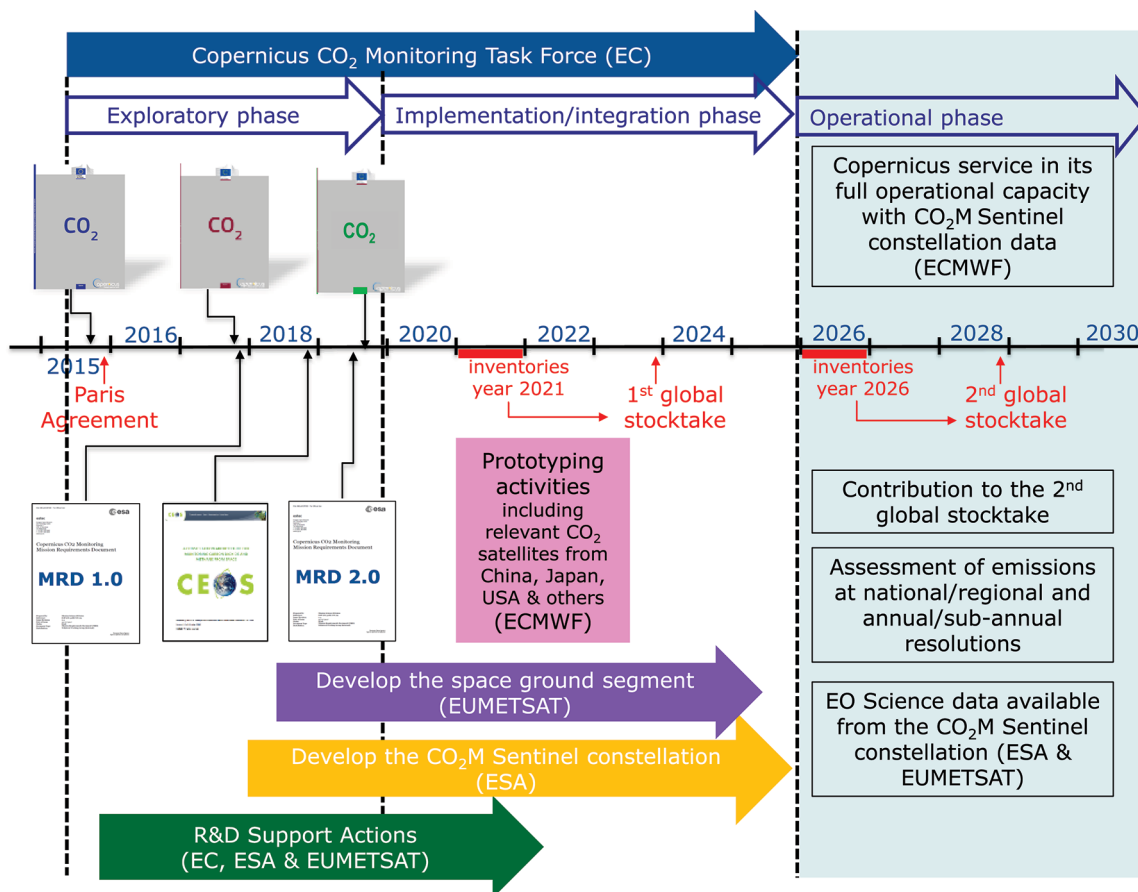 Copernicus CO₂ Monitoring Task Force (EC)
Exploratory phase
Implementation/integration phase
Operational phase
CO₂
CO₂
CO₂
Copernicus service in its
full operational capacity
with CO₂M Sentinel
constellation data
(ECMWF)
2016
2018
2020
2022
2024
2026
2028
2030
2015
Paris
Agreement
inventories
year 2021
1st global
stocktake
inventories
year 2026
2nd global
stocktake
esa
Copernicus CO2 Monitoring
Mission Requirements Document
MRD 1.0
CEOS
CEOS
esa
Copernicus CO2 Monitoring
Mission Requirements Document
MRD 2.0
Prototyping
activities
including
relevant CO₂
satellites from
China, Japan,
USA & others
(ECMWF)
Contribution to the 2nd
global stocktake
Assessment of emissions
at national/regional and
annual/sub-annual
resolutions
EO Science data available
from the CO₂M Sentinel
constellation (ESA &
EUMETSAT)
Develop the space ground segment
(EUMETSAT)
Develop the CO₂M Sentinel constellation
(ESA)
R&D Support Actions
(EC, ESA & EUMETSAT)